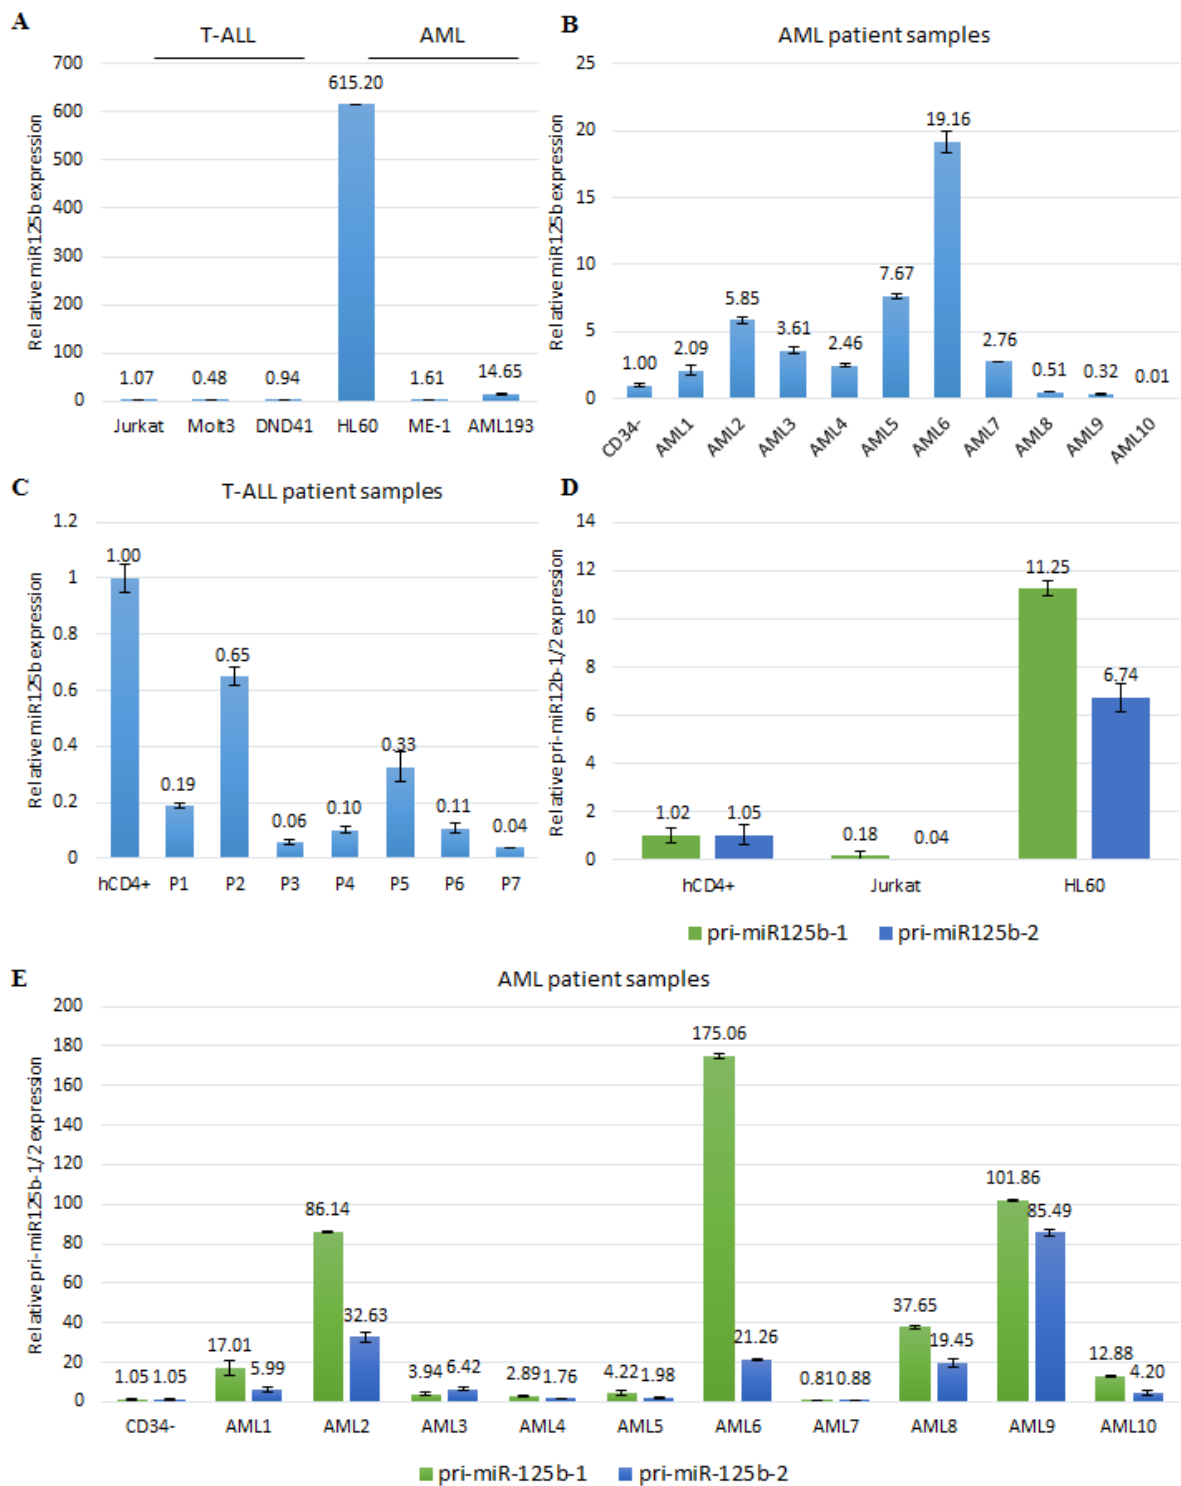 A
T-ALL
AML
Relative miR125b expression
700
600
500
400
300
200
100
0
1.07
0.48
0.94
615.20
1.61
14.65
Jurkat
Molt3
DND41
HL60
ME-1
AML193
B
AML patient samples
Relative miR125b expression
25
20
15
10
5
0
1.00
2.09
5.85
3.61
2.46
7.67
19.16
2.76
0.51
0.32
0.01
CD34-
AML1
AML2
AML3
AML4
AML5
AML6
AML7
AML8
AML9
AML10
C
T-ALL patient samples
Relative miR125b expression
1.2
1
0.8
0.6
0.4
0.2
0
1.00
0.19
0.65
0.06
0.10
0.33
0.11
0.04
hCD4+
P1
P2
P3
P4
P5
P6
P7
D
Relative pri-miR12b-1/2 expression
14
12
10
8
6
4
2
0
1.02
1.05
0.18
0.04
11.25
6.74
hCD4+
Jurkat
HL60
pri-miR125b-1
pri-miR125b-2
E
AML patient samples
Relative pri-miR125b-1/2 expression
200
180
160
140
120
100
80
60
40
20
0
1.05
1.05
17.01
5.99
86.14
32.63
3.94
6.42
2.89
1.76
4.22
1.98
175.06
21.26
0.81
0.88
37.65
19.45
101.86
85.49
12.88
4.20
CD34-
AML1
AML2
AML3
AML4
AML5
AML6
AML7
AML8
AML9
AML10
pri-miR-125b-1
pri-miR-125b-2